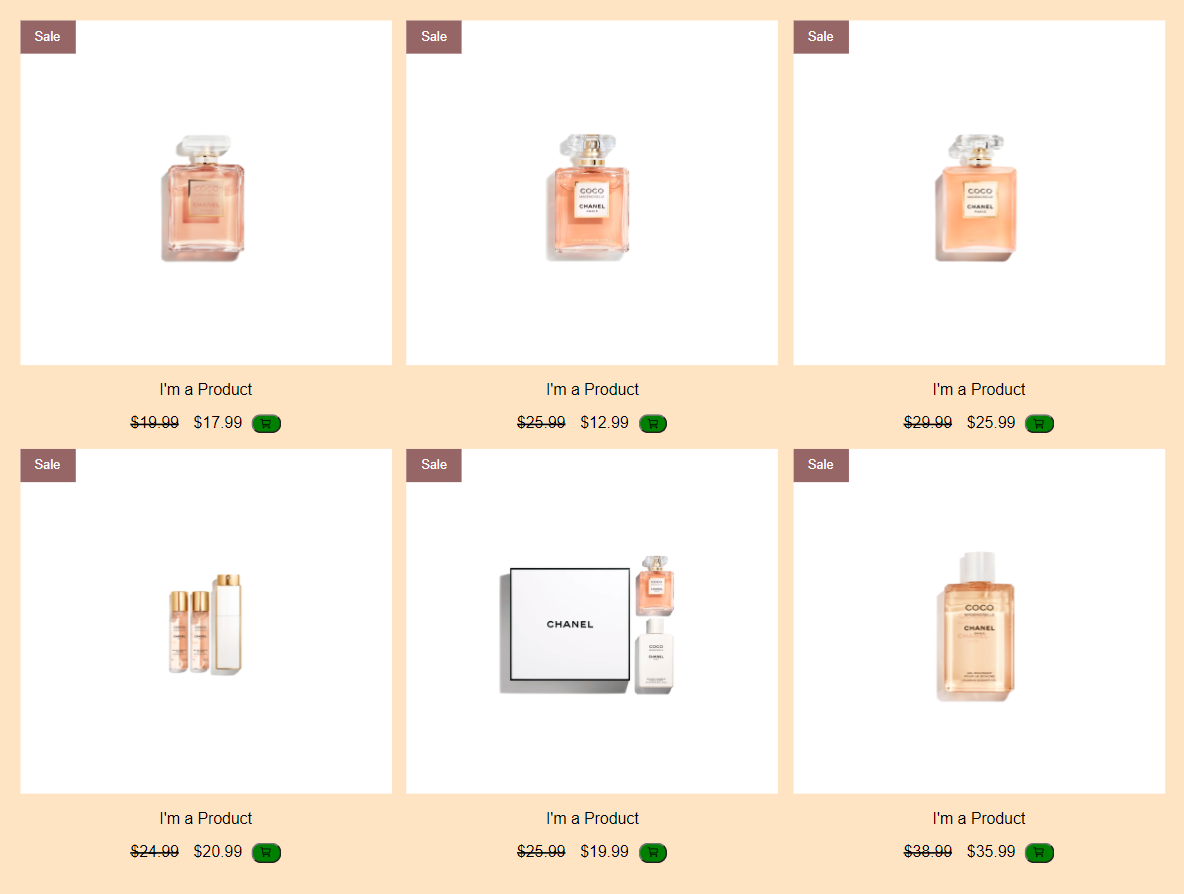 Sale
Sale
Sale
COCO
CHANEL
PARIS
COCO
CHANEL
PARIS
I'm a Product
I'm a Product
I'm a Product
$19.99 $17.99
$25.99 $12.99
$29.99 $25.99
Sale
Sale
Sale
CHANEL
COCO
CHANEL
COCO
CHANEL
I'm a Product
I'm a Product
I'm a Product
$24.99 $20.99
$25.99 $19.99
$38.99 $35.99